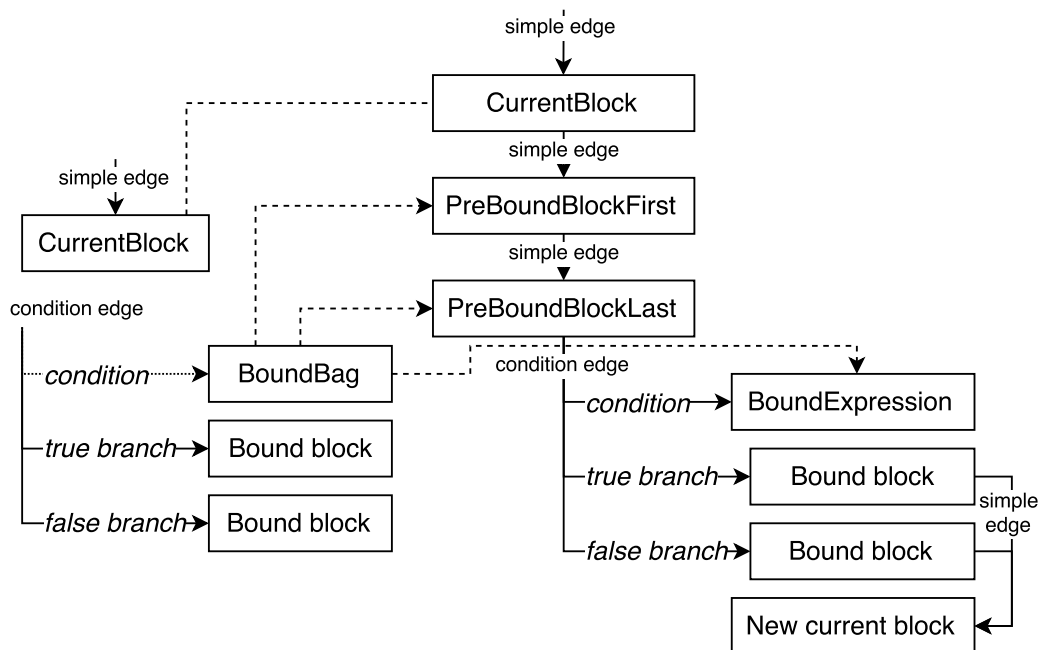 simple edge
CurrentBlock
simple edge
simple edge
PreBoundBlockFirst
CurrentBlock
simple edge
PreBoundBlockLast
condition edge
condition edge
condition
BoundBag
condition
BoundExpression
true branch
Bound block
true branch
Bound block
simple
edge
false branch
Bound block
false branch
Bound block
New current block